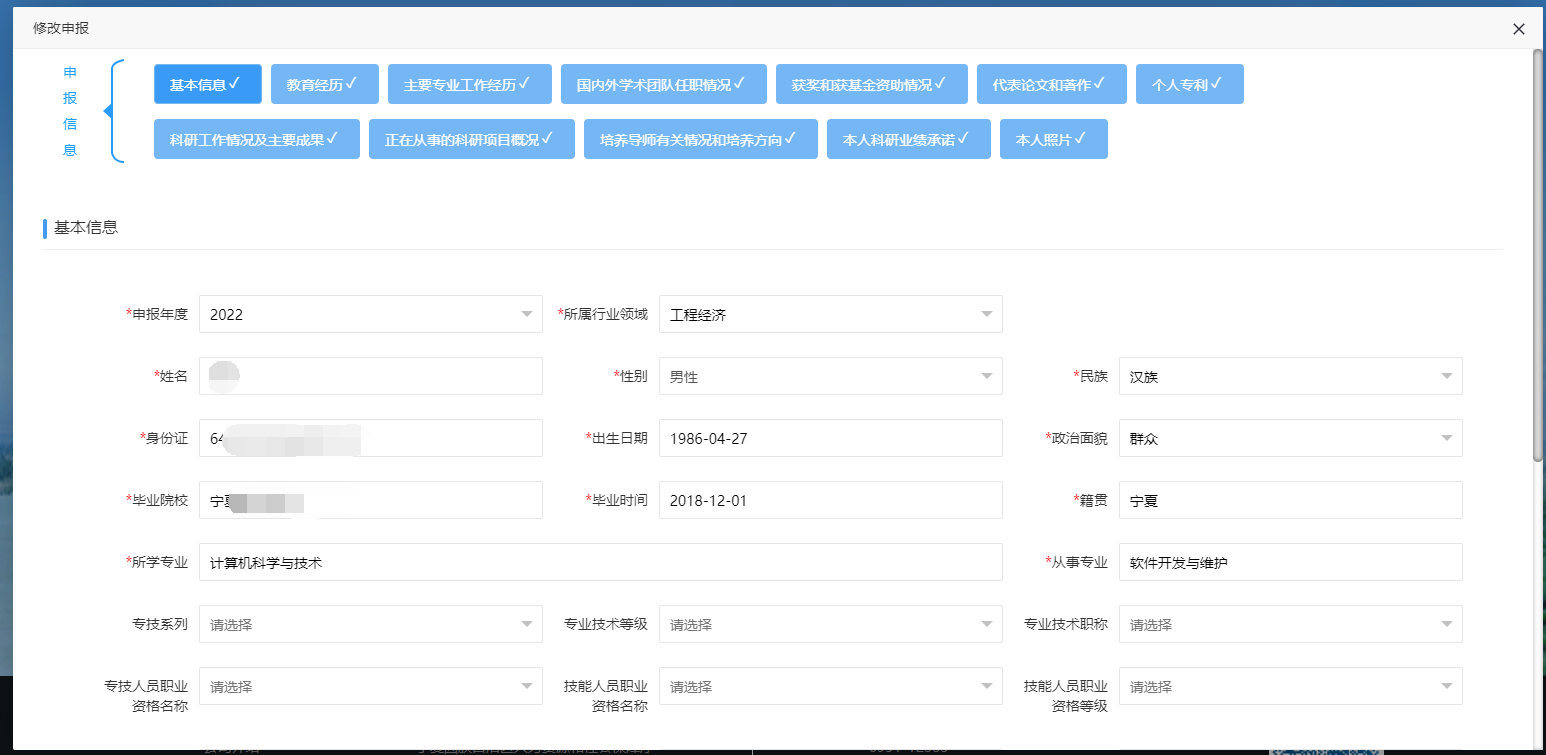 修改申报
申报信息
基本信息✓ 教育经历✓ 主要专业工作经历✓ 国内外学术团队任职情况✓ 获奖和获基金资助情况✓ 代表论文和著作✓ 个人专利✓
科研工作情况及主要成果✓ 正在从事的科研项目概况✓ 培养导师有关情况和培养方向✓ 本人科研业绩承诺✓ 本人照片✓
基本信息
*申报年度 2022 *所属行业领域 工程经济
*姓名 *性别 男性 *民族 汉族
*身份证 64 *出生日期 1986-04-27 *政治面貌 群众
*毕业院校 宁 *毕业时间 2018-12-01 *籍贯 宁夏
*所学专业 计算机科学与技术 *从事专业 软件开发与维护
专技系列 请选择 专业技术等级 请选择 专业技术职称 请选择
专技人员职业资格名称 请选择 技能人员职业资格名称 请选择 技能人员职业资格等级 请选择